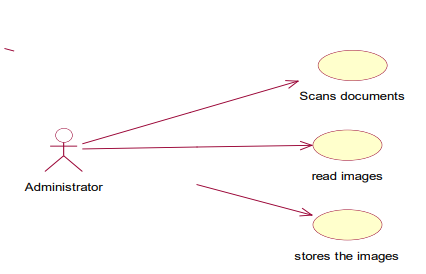 Scans documents
read images
Administrator
stores the images